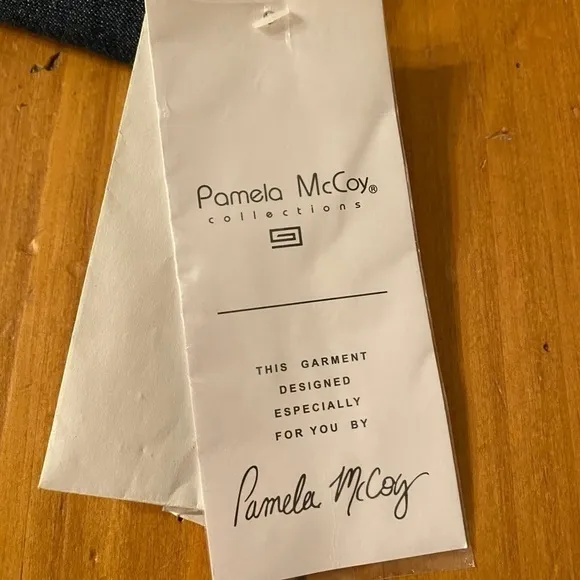 Pamela McCoy®
collections
THIS GARMENT
DESIGNED
ESPECIALLY
FOR YOU BY
Pamela McCoy